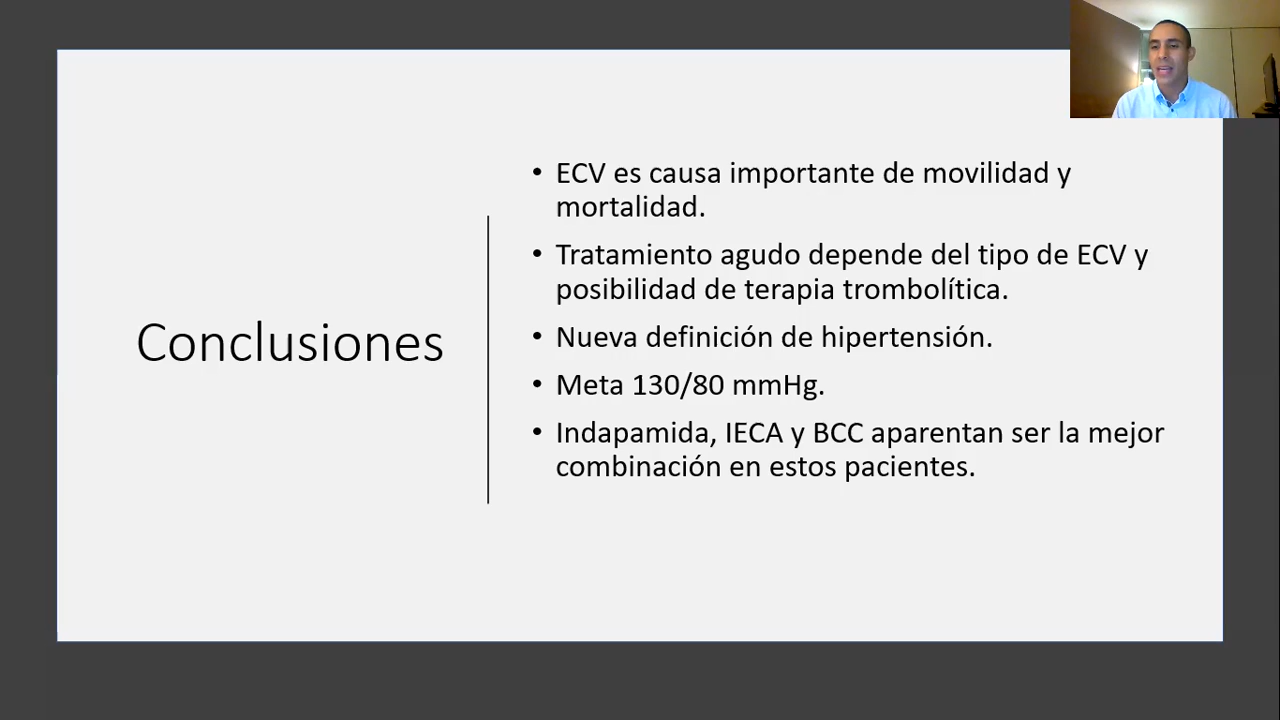 Conclusiones
• ECV es causa importante de movilidad y
mortalidad.
• Tratamiento agudo depende del tipo de ECV y
posibilidad de terapia trombolítica.
• Nueva definición de hipertensión.
• Meta 130/80 mmHg.
• Indapamida, IECA y BCC aparentan ser la mejor
combinación en estos pacientes.